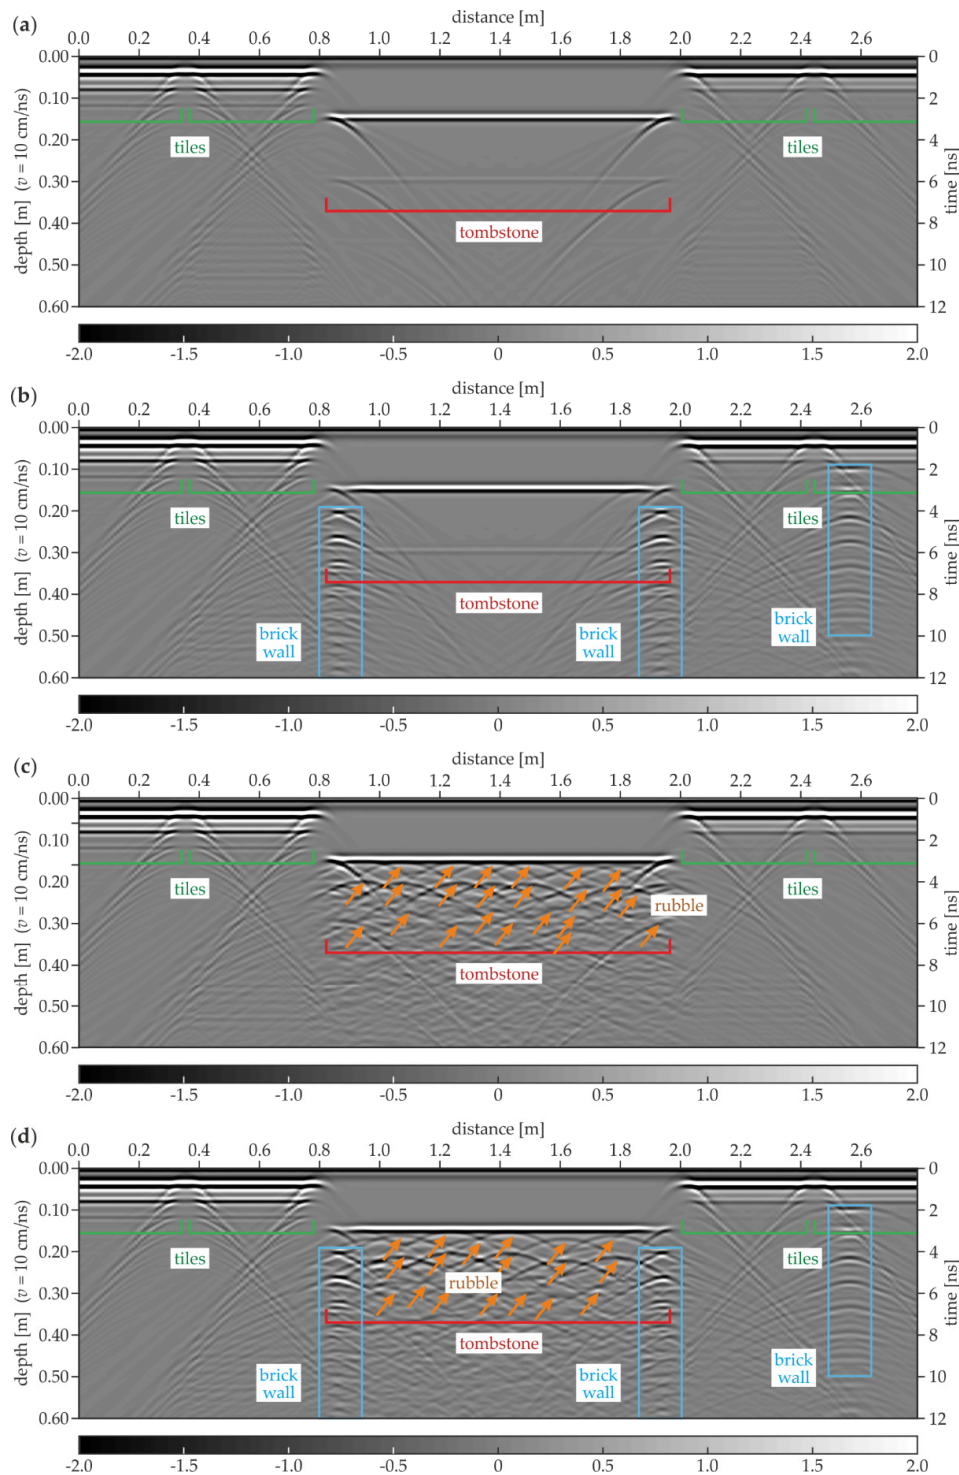 (a)
distance [m]
0.0 0.2 0.4 0.6 0.8 1.0 1.2 1.4 1.6 1.8 2.0 2.2 2.4 2.6
0.00 0
0.10 2
0.20 4
0.30 6
0.40 8
0.50 10
0.60 12
depth [m] (v = 10 cm/ns)
time [ns]
tiles tiles
tombstone
-2.0 -1.5 -1.0 -0.5 0 0.5 1.0 1.5 2.0
(b)
distance [m]
0.0 0.2 0.4 0.6 0.8 1.0 1.2 1.4 1.6 1.8 2.0 2.2 2.4 2.6
0.00 0
0.10 2
0.20 4
0.30 6
0.40 8
0.50 10
0.60 12
depth [m] (v = 10 cm/ns)
time [ns]
tiles tiles
tombstone
brick wall
brick wall
brick wall
-2.0 -1.5 -1.0 -0.5 0 0.5 1.0 1.5 2.0
(c)
distance [m]
0.0 0.2 0.4 0.6 0.8 1.0 1.2 1.4 1.6 1.8 2.0 2.2 2.4 2.6
0.00 0
0.10 2
0.20 4
0.30 6
0.40 8
0.50 10
0.60 12
depth [m] (v = 10 cm/ns)
time [ns]
tiles tiles
rubble
tombstone
-2.0 -1.5 -1.0 -0.5 0 0.5 1.0 1.5 2.0
(d)
distance [m]
0.0 0.2 0.4 0.6 0.8 1.0 1.2 1.4 1.6 1.8 2.0 2.2 2.4 2.6
0.00 0
0.10 2
0.20 4
0.30 6
0.40 8
0.50 10
0.60 12
depth [m] (v = 10 cm/ns)
time [ns]
tiles tiles
rubble
tombstone
brick wall
brick wall
brick wall
-2.0 -1.5 -1.0 -0.5 0 0.5 1.0 1.5 2.0